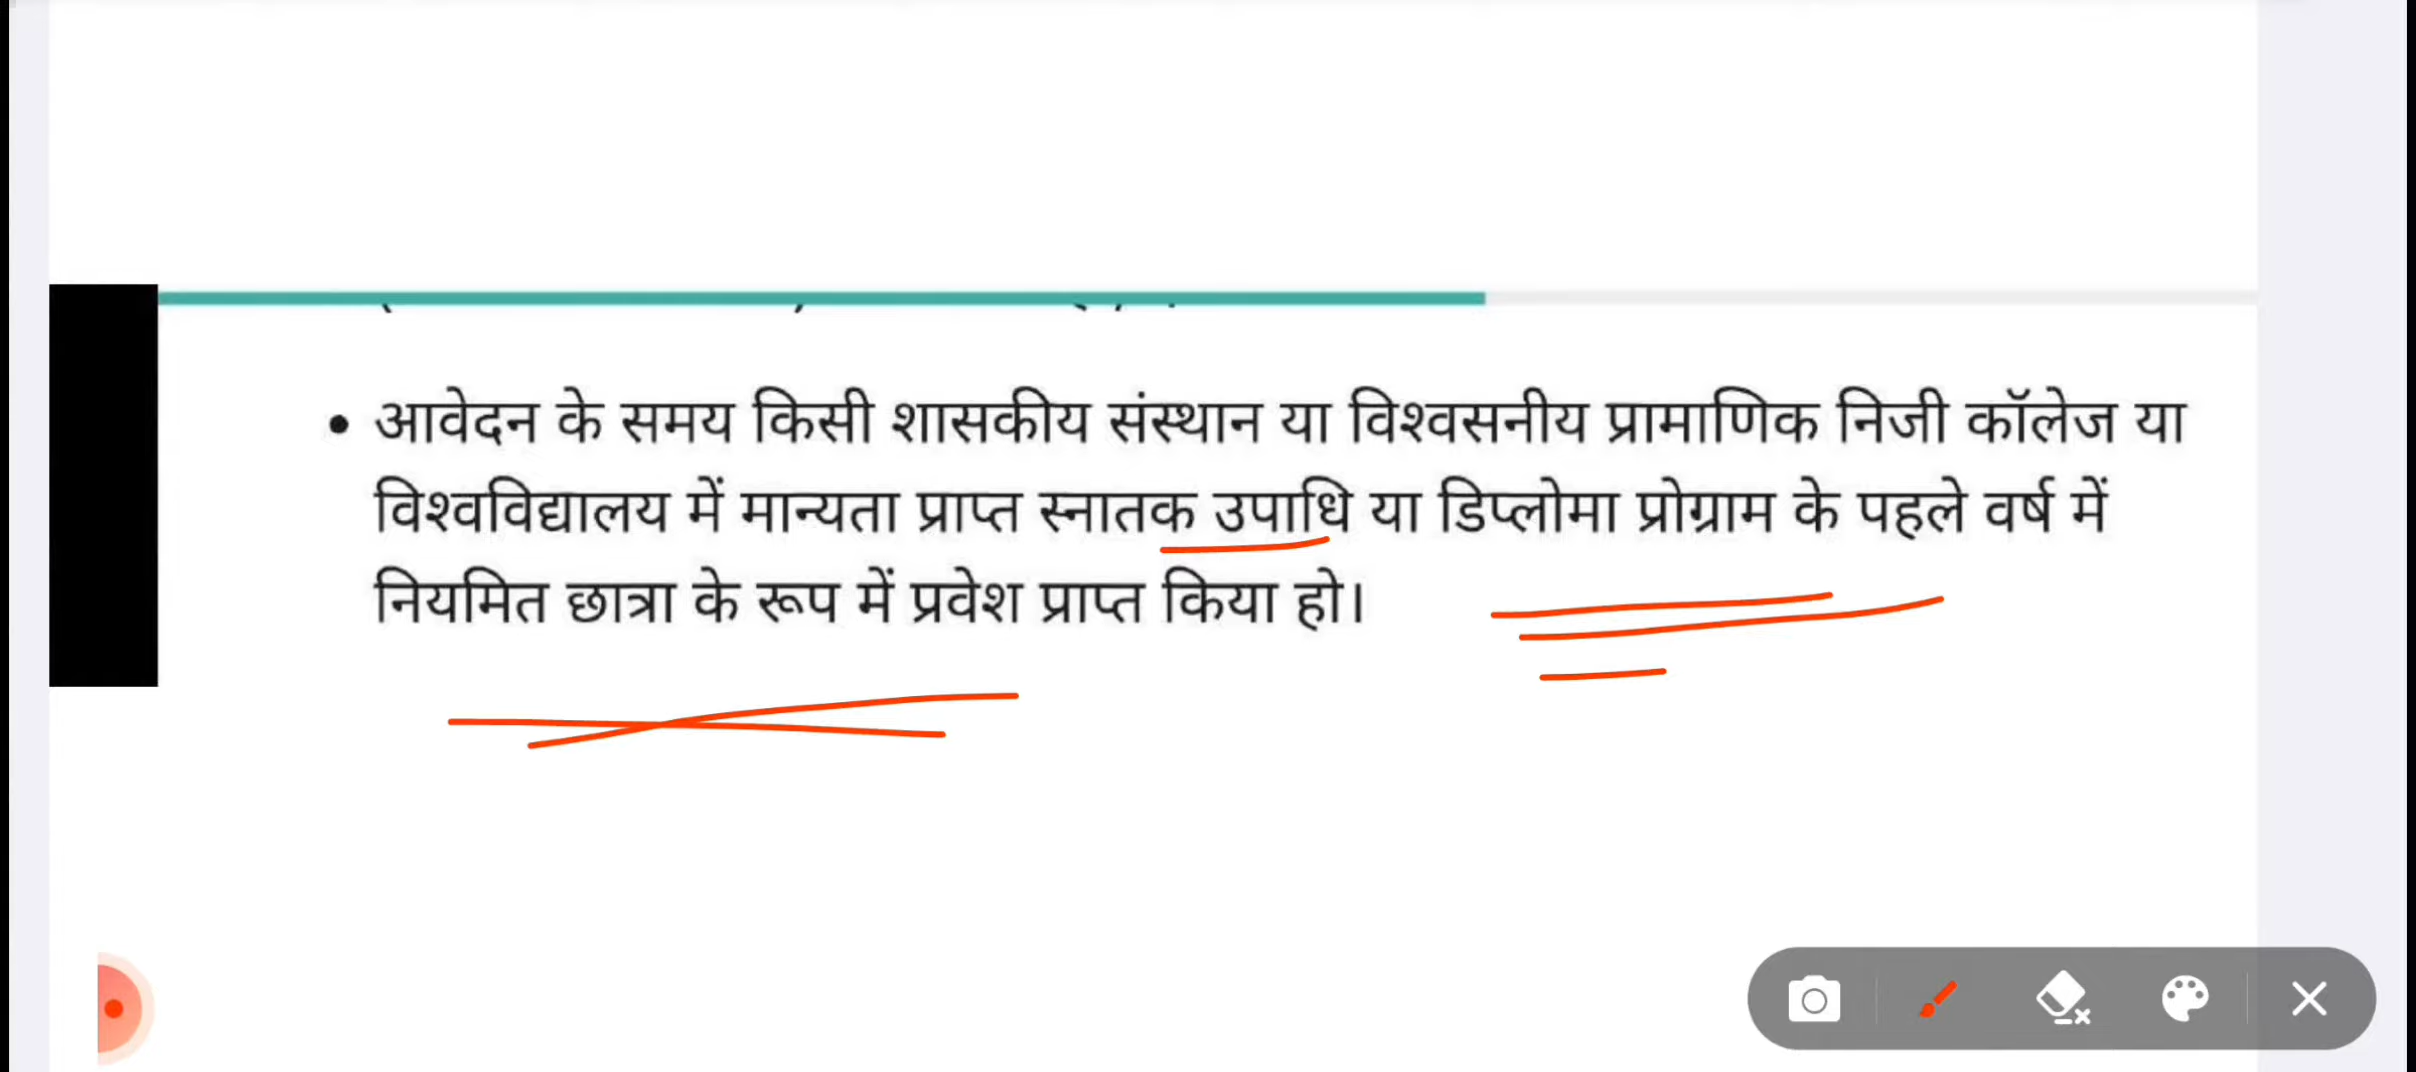 • आवेदन के समय किसी शासकीय संस्थान या विश्वसनीय प्रामाणिक निजी कॉलेज या
विश्वविद्यालय में मान्यता प्राप्त स्नातक उपाधि या डिप्लोमा प्रोग्राम के पहले वर्ष में
नियमित छात्रा के रूप में प्रवेश प्राप्त किया हो।